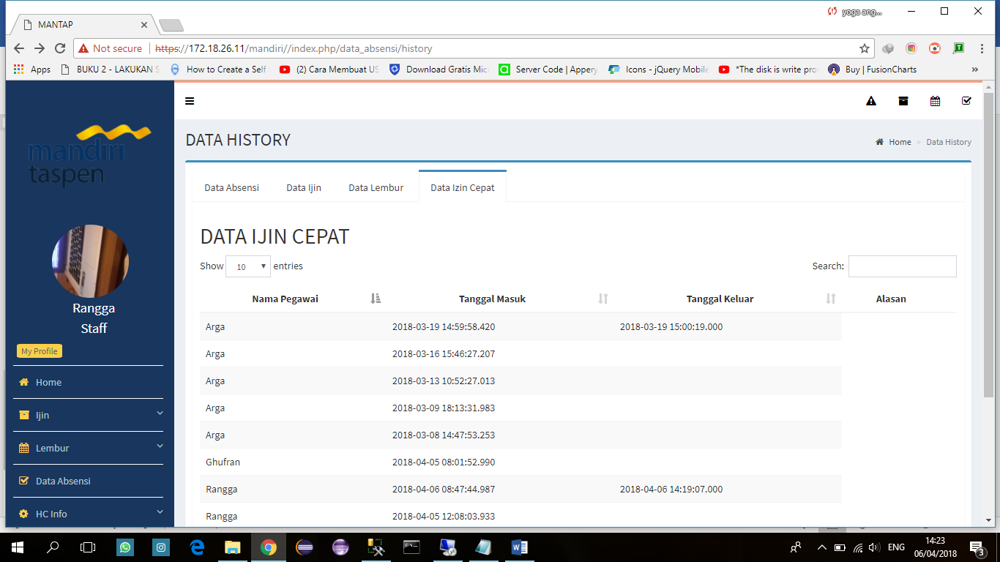 yoga ang...
MANTAP
Not secure https://172.18.26.11/mandiri//index.php/data_absensi/history
Apps BUKU 2 - LAKUKAN S How to Create a Self (2) Cara Membuat US Download Gratis Micr Server Code | Appery Icons - jQuery Mobile *The disk is write pro Buy | FusionCharts »
mandiri
taspen
Rangga
Staff
My Profile
Home
Ijin
Lembur
Data Absensi
HC Info
DATA HISTORY
Home > Data History
Data Absensi Data Ijin Data Lembur Data Izin Cepat
DATA IJIN CEPAT
Show 10 entries Search:
Nama Pegawai Tanggal Masuk Tanggal Keluar Alasan
Arga 2018-03-19 14:59:58.420 2018-03-19 15:00:19.000
Arga 2018-03-16 15:46:27.207
Arga 2018-03-13 10:52:27.013
Arga 2018-03-09 18:13:31.983
Arga 2018-03-08 14:47:53.253
Ghufran 2018-04-05 08:01:52.990
Rangga 2018-04-06 08:47:44.987 2018-04-06 14:19:07.000
Rangga 2018-04-05 12:08:03.933
ENG 14:23
06/04/2018 3